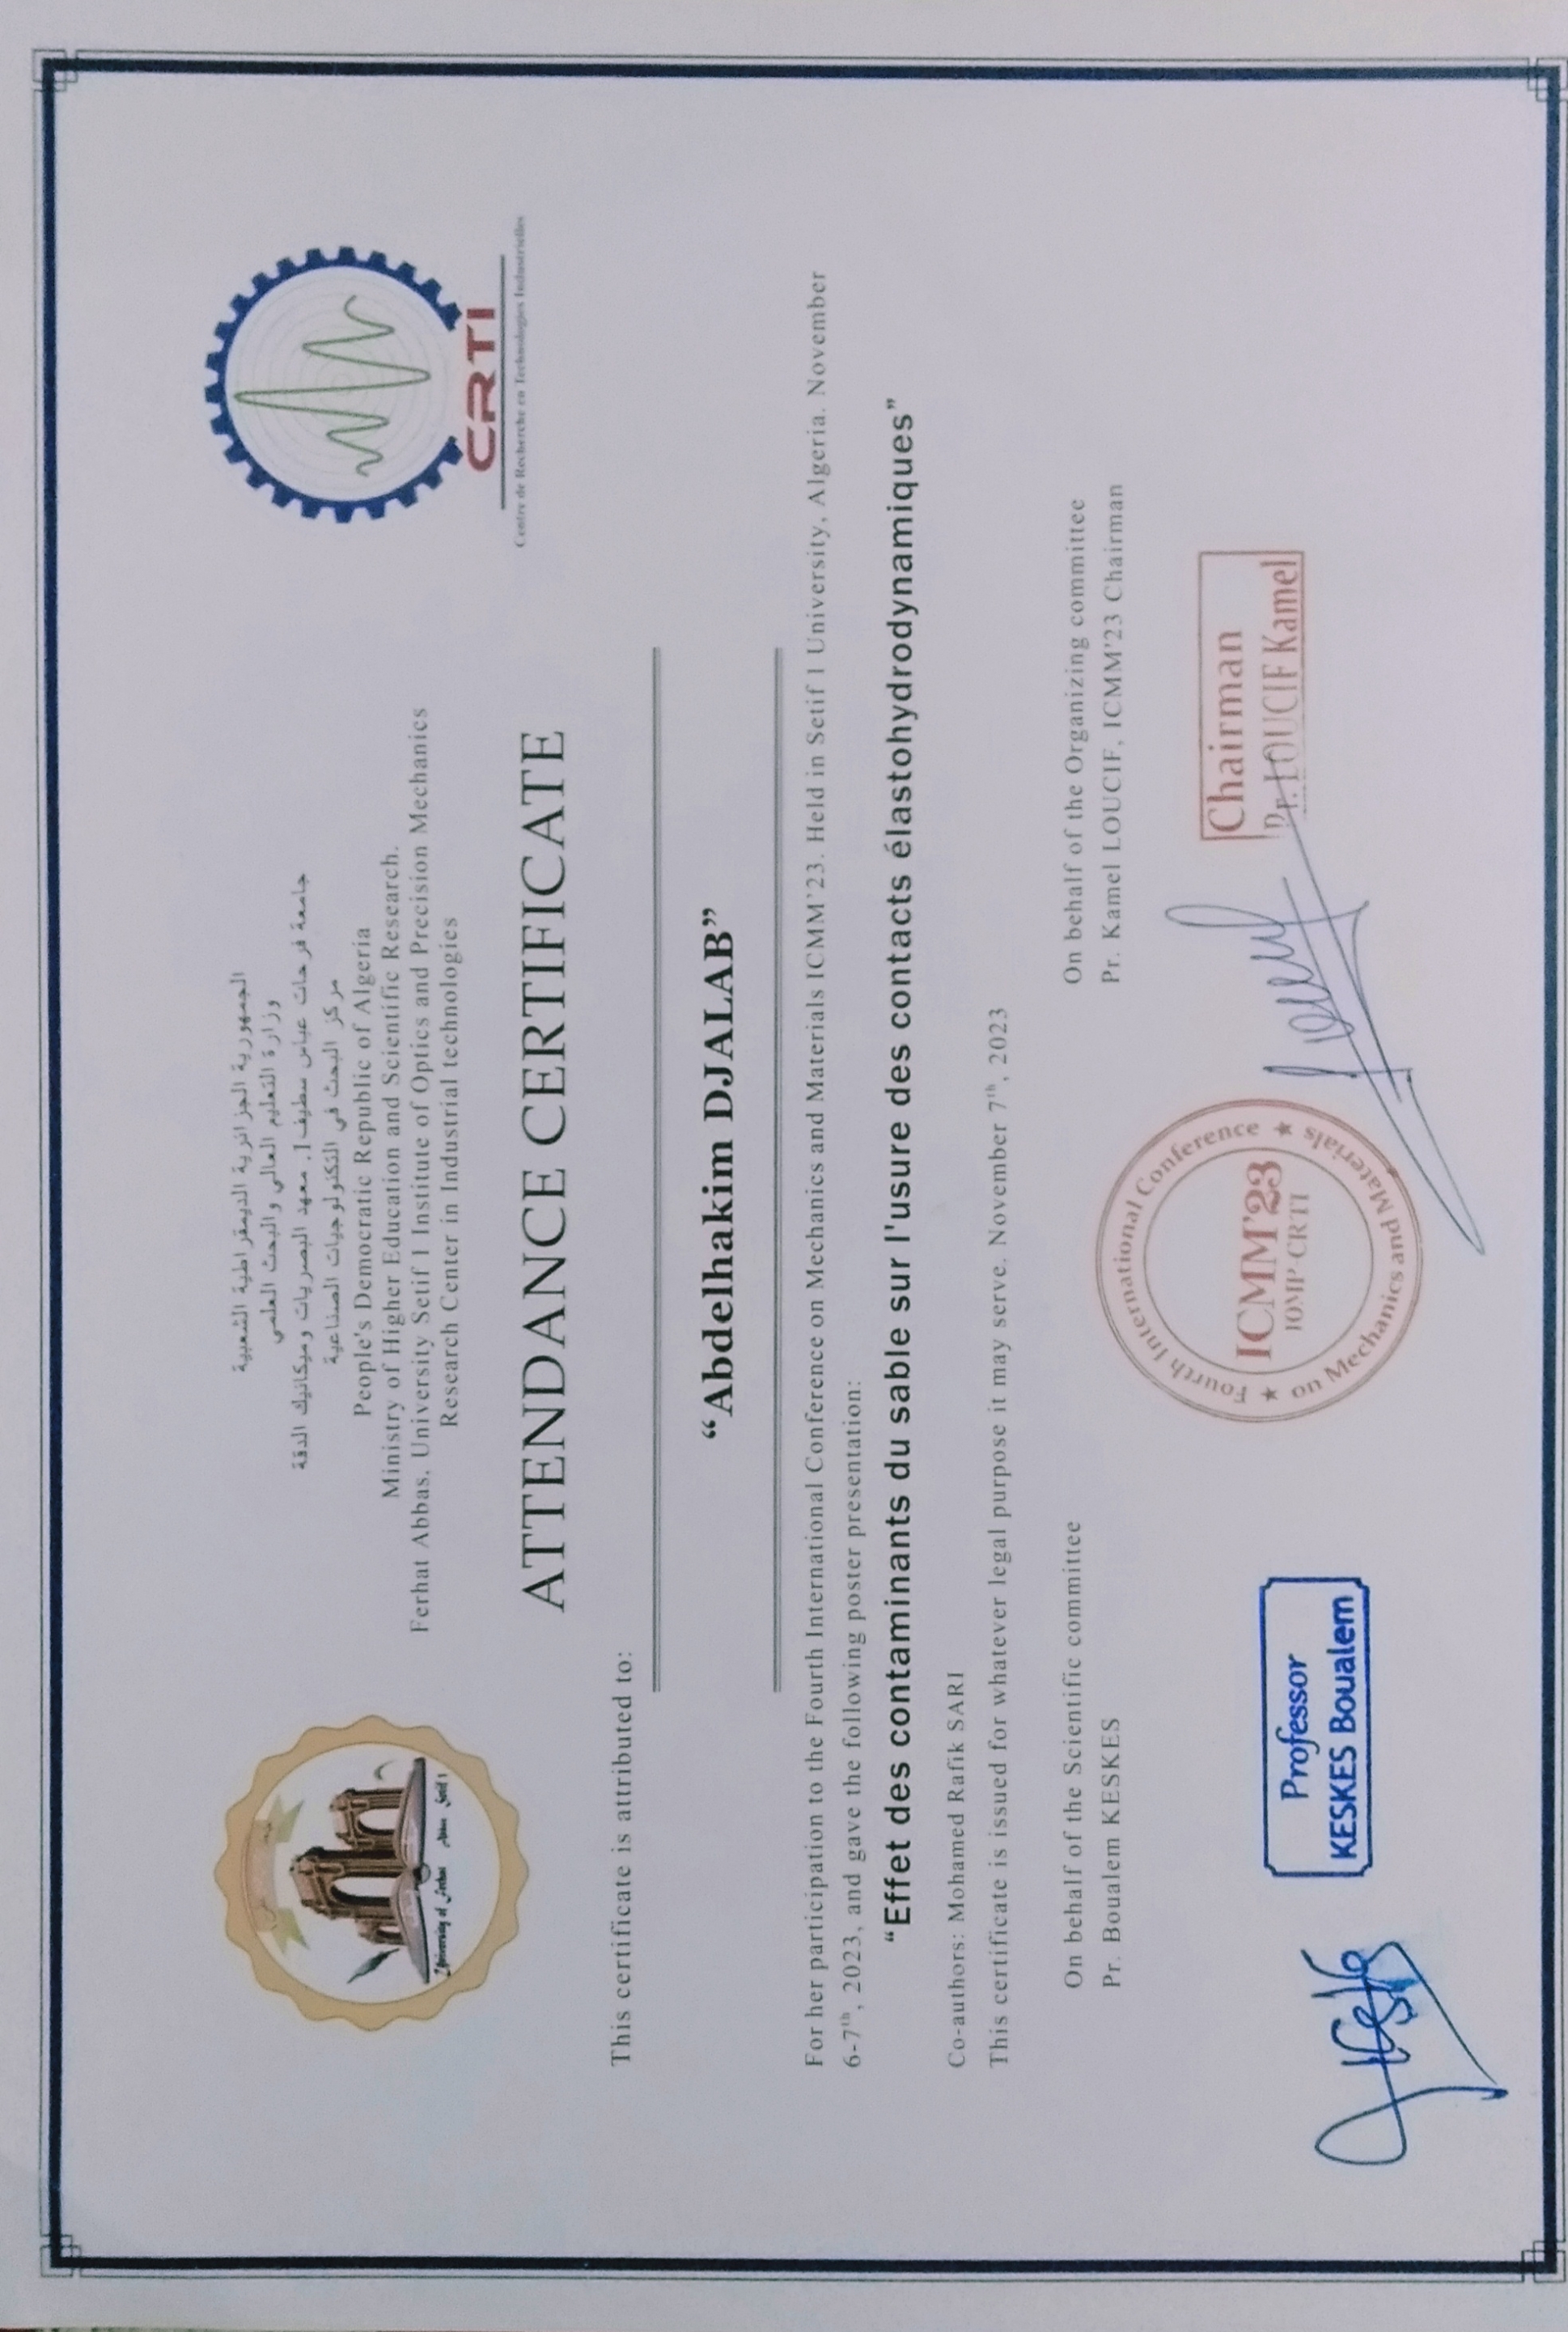 الجمهورية الجزائرية الديمقراطية الشعبية
وزارة التعليم العالي والبحث العلمي
جامعة فرحات عباس سطيف1. معهد البصريات وميكانيك الدقة
مركز البحث في التكنولوجيات الصناعية
People's Democratic Republic of Algeria
Ministry of Higher Education and Scientific Research.
Ferhat Abbas. University Setif 1 Institute of Optics and Precision Mechanics
Research Center in Industrial technologies
University of Ferhat Abbas Setif 1
CRTI
Centre de Recherche en Technologies Industrielles
ATTENDANCE CERTIFICATE
This certificate is attributed to:
“Abdelhakim DJALAB”
For her participation to the Fourth International Conference on Mechanics and Materials ICMM’23. Held in Setif 1 University, Algeria. November
6-7th, 2023, and gave the following poster presentation:
“Effet des contaminants du sable sur l'usure des contacts élastohydrodynamiques”
Co-authors: Mohamed Rafik SARI
This certificate is issued for whatever legal purpose it may serve. November 7th, 2023
On behalf of the Scientific committee
Pr. Boualem KESKES
On behalf of the Organizing committee
Pr. Kamel LOUCIF, ICMM’23 Chairman
Professor
KESKES Boualem
Fourth International Conference
on Mechanics and Materials
ICMM'23
IOMP-CRTI
Chairman
Pr. LOUCIF Kamel